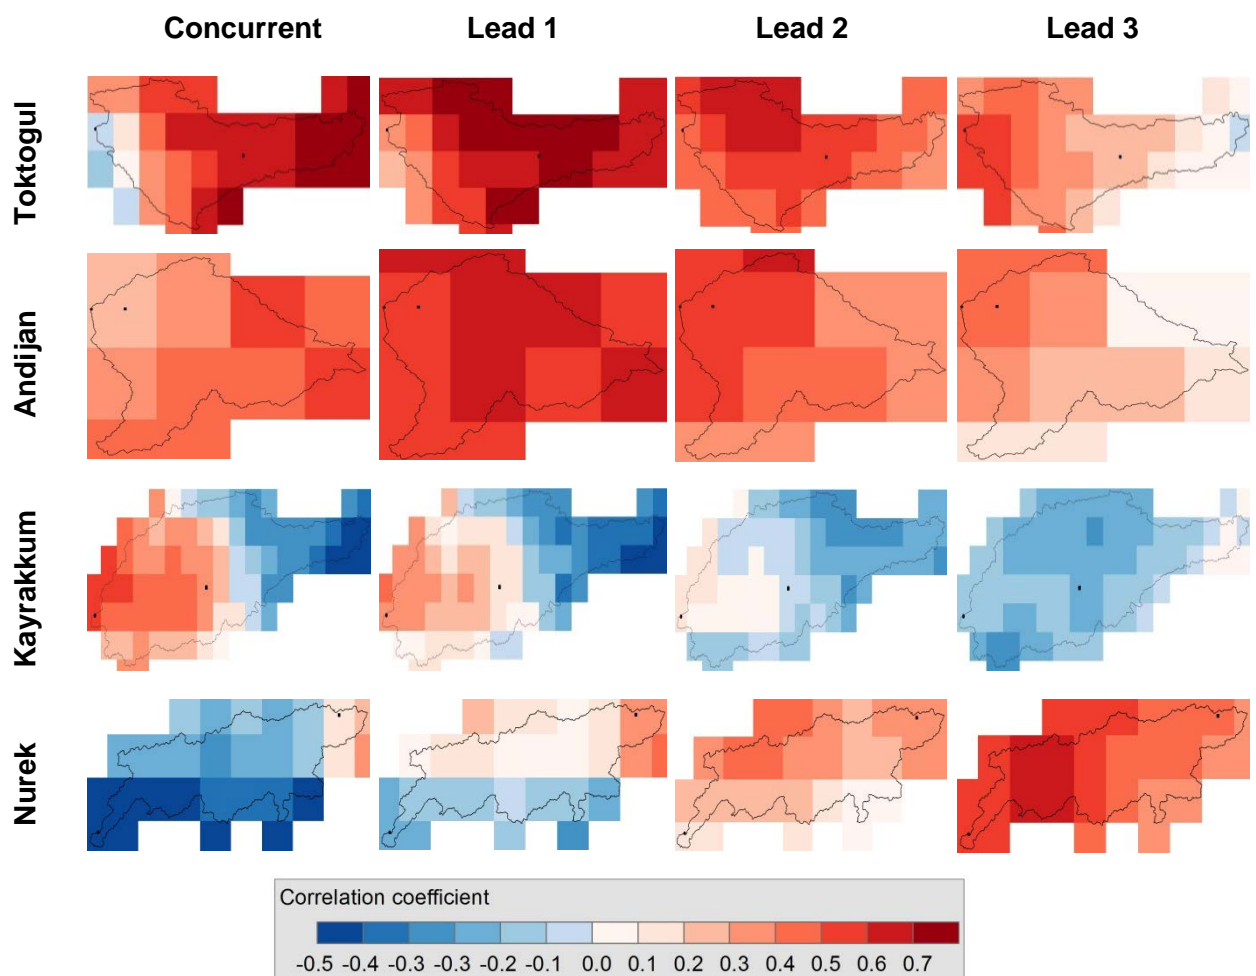 Concurrent Lead 1 Lead 2 Lead 3
Toktogul
Andijan
Kayrakkum
Nurek
Correlation coefficient
-0.5 -0.4 -0.3 -0.3 -0.2 -0.1 0.0 0.1 0.2 0.3 0.4 0.5 0.6 0.7